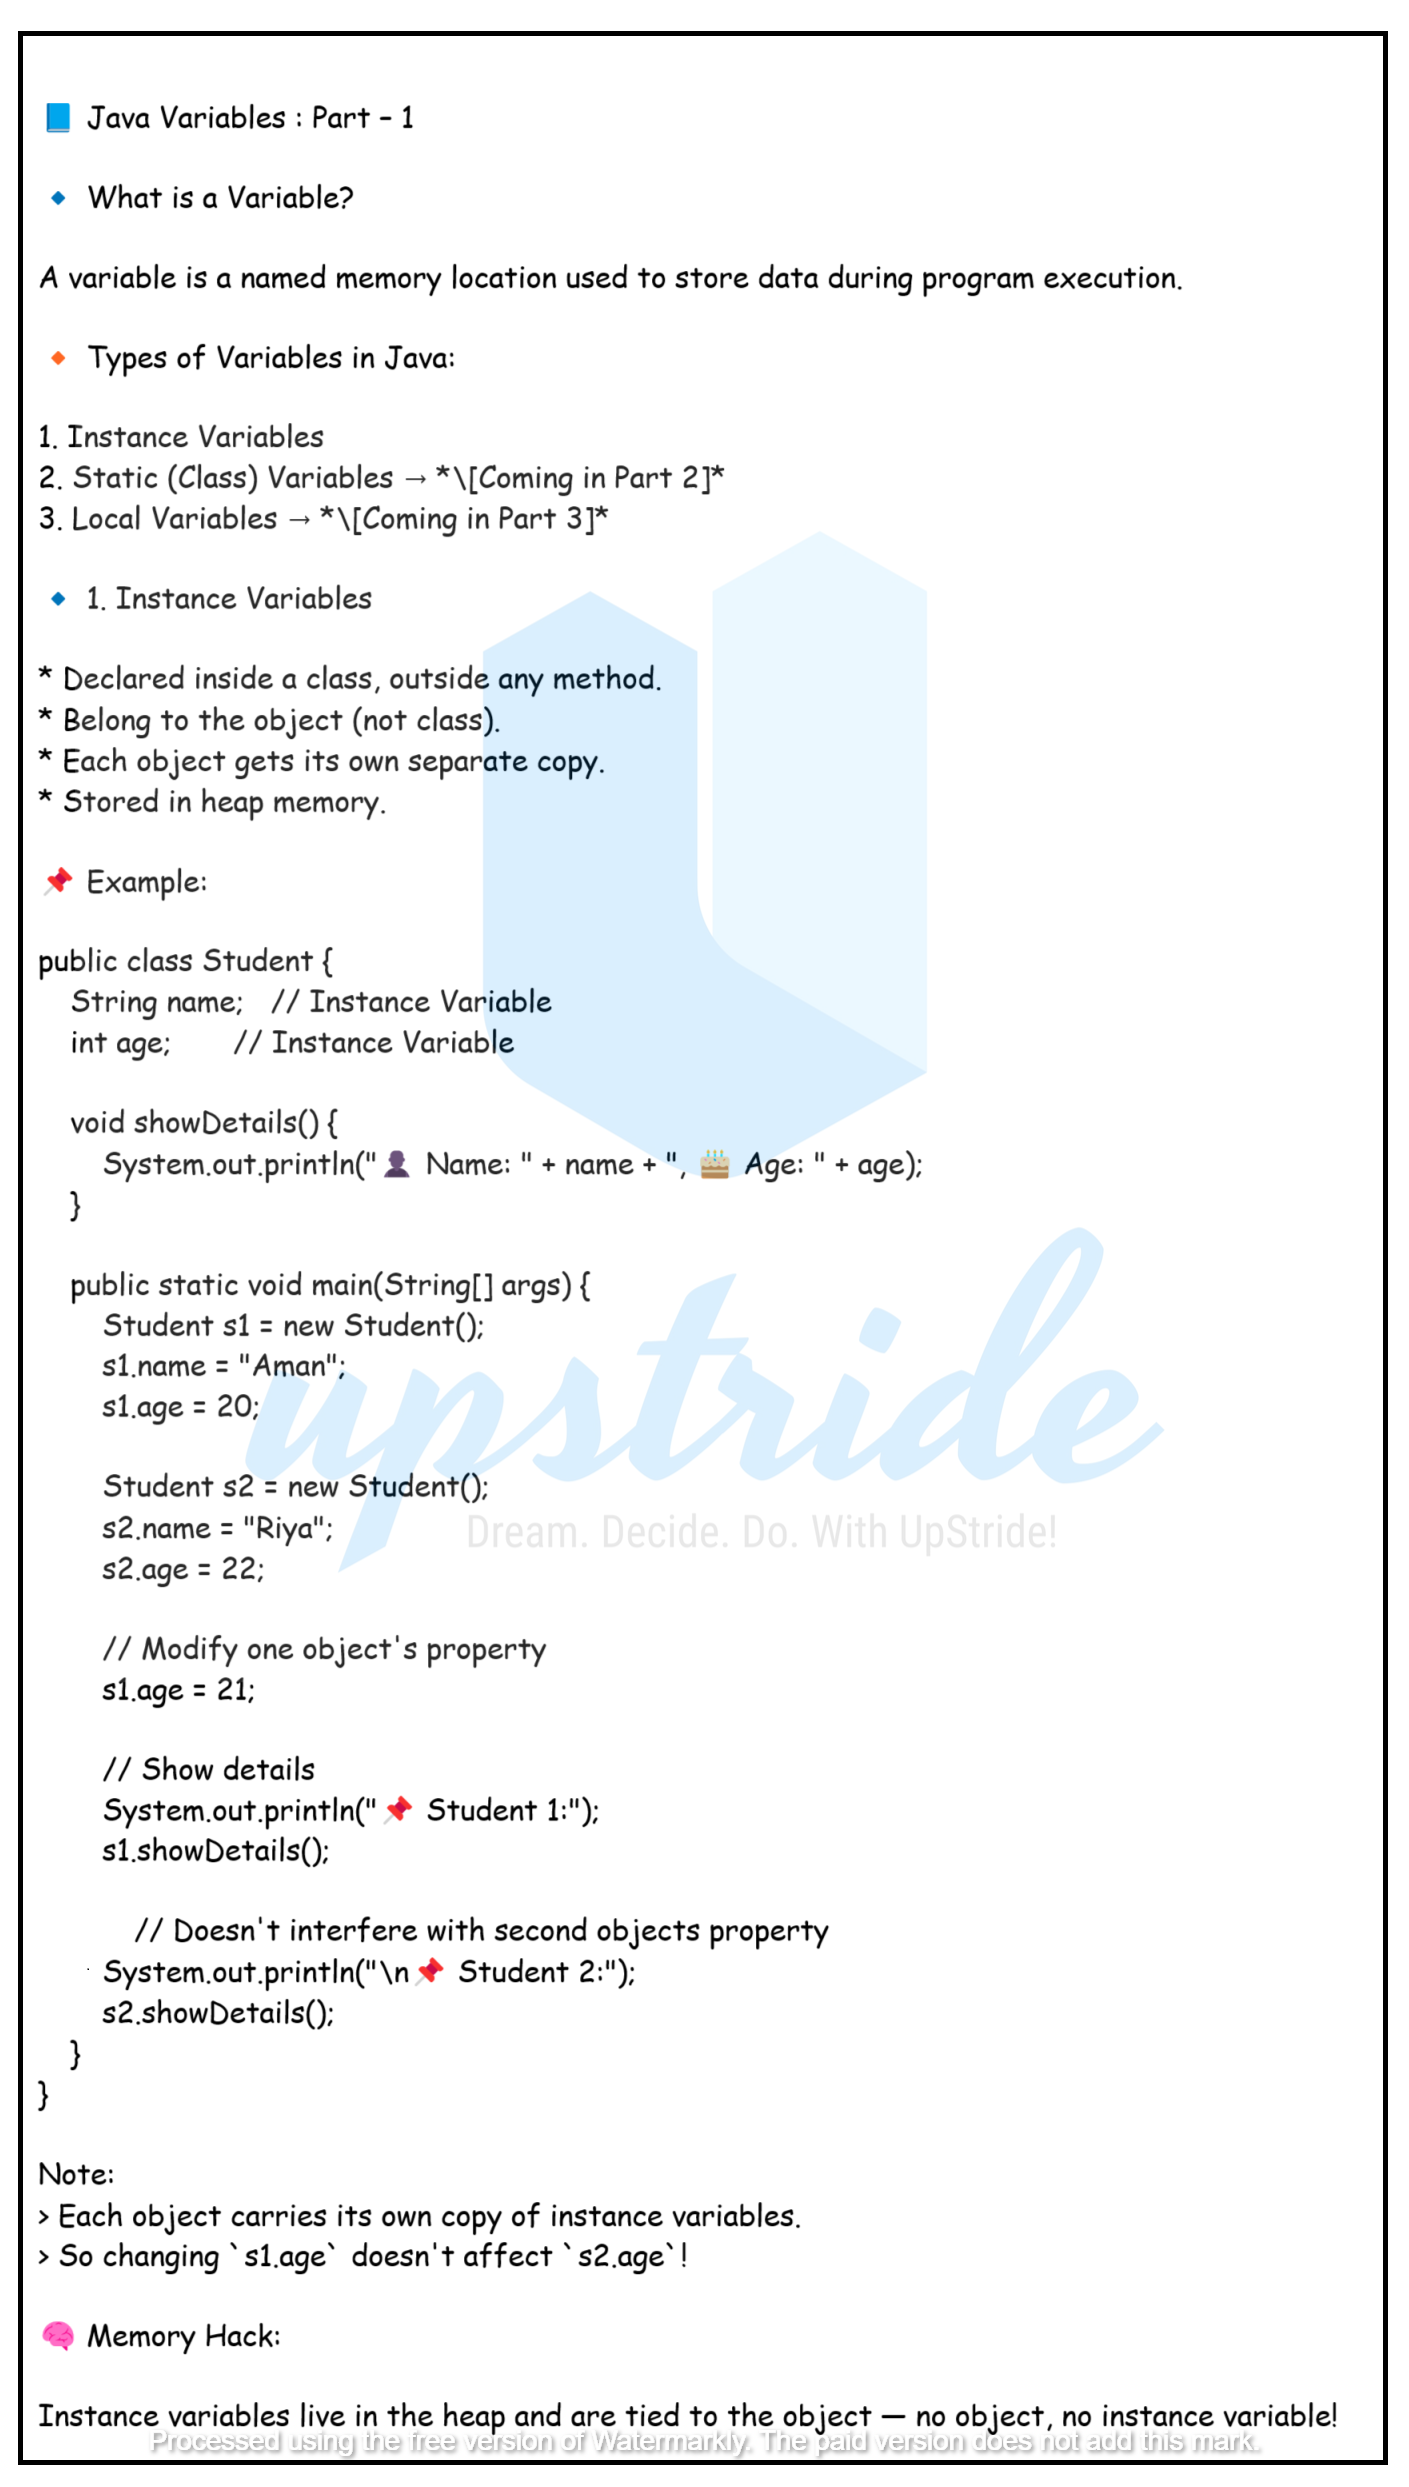 📘 Java Variables : Part – 1
🔹 What is a Variable?
A variable is a named memory location used to store data during program execution.
🔸 Types of Variables in Java:
1. Instance Variables
2. Static (Class) Variables → *\[Coming in Part 2]*
3. Local Variables → *\[Coming in Part 3]*
🔹 1. Instance Variables
* Declared inside a class, outside any method.
* Belong to the object (not class).
* Each object gets its own separate copy.
* Stored in heap memory.
📌 Example:
public class Student {
    String name;   // Instance Variable
    int age;       // Instance Variable
    void showDetails() {
        System.out.println("👤 Name: " + name + ", 🎂 Age: " + age);
    }
    public static void main(String[] args) {
        Student s1 = new Student();
        s1.name = "Aman";
        s1.age = 20;
        Student s2 = new Student();
        s2.name = "Riya";
        s2.age = 22;
        // Modify one object's property
        s1.age = 21;
        // Show details
        System.out.println("📌 Student 1:");
        s1.showDetails();
            // Doesn't interfere with second objects property
        System.out.println("\n📌 Student 2:");
        s2.showDetails();
    }
}
Note:
> Each object carries its own copy of instance variables.
> So changing `s1.age` doesn't affect `s2.age`!
🧠 Memory Hack:
Instance variables live in the heap and are tied to the object — no object, no instance variable!
upstride
Dream. Decide. Do. With UpStride!
Processed using the free version of Watermarkly. The paid version does not add this mark.